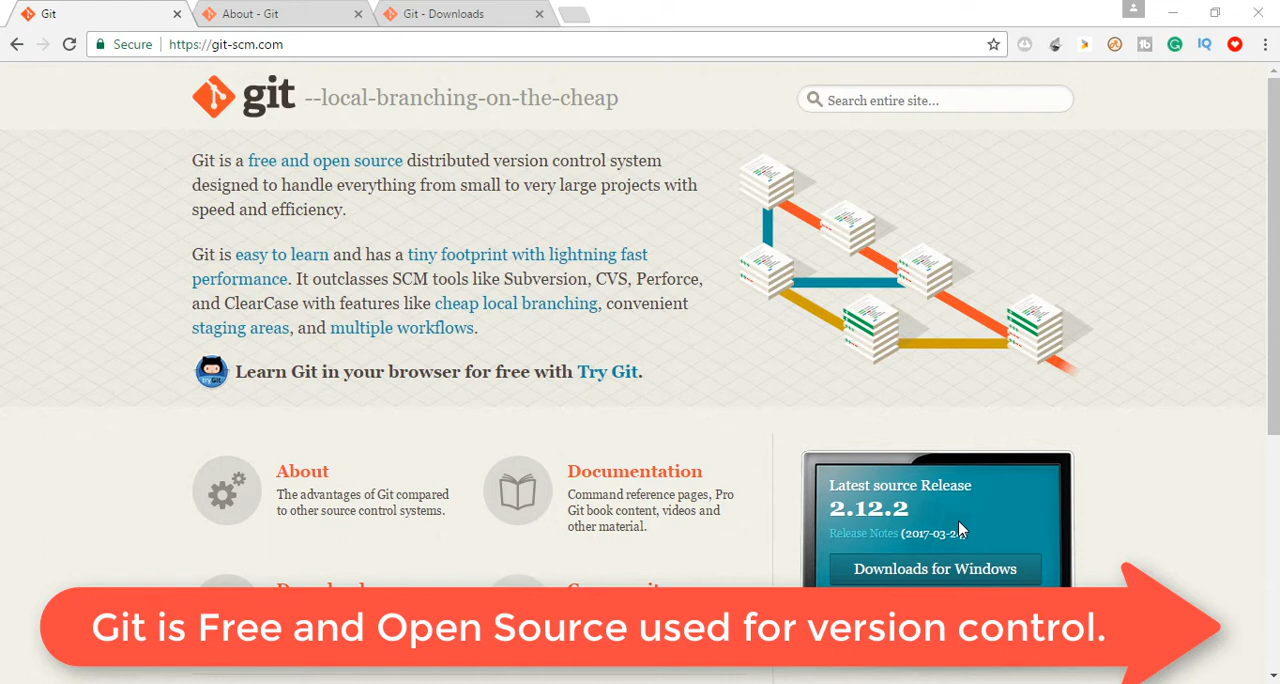 Git
About - Git
Git - Downloads
Secure
https://git-scm.com
git --local-branching-on-the-cheap
Search entire site...
Git is a free and open source distributed version control system
designed to handle everything from small to very large projects with
speed and efficiency.
Git is easy to learn and has a tiny footprint with lightning fast
performance. It outclasses SCM tools like Subversion, CVS, Perforce,
and ClearCase with features like cheap local branching, convenient
staging areas, and multiple workflows.
Learn Git in your browser for free with Try Git.
About
The advantages of Git compared
to other source control systems.
Documentation
Command reference pages, Pro
Git book content, videos and
other material.
Latest source Release
2.12.2
Release Notes
Downloads for Windows
Git is Free and Open Source used for version control.